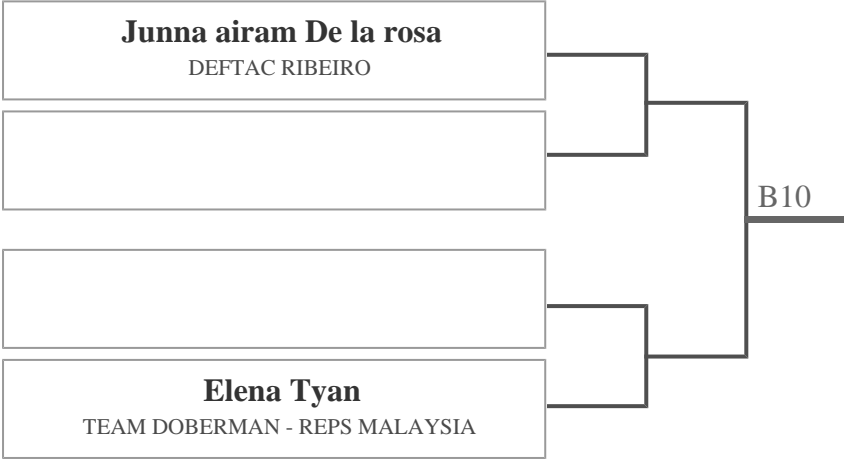 Junna airam De la rosa
DEFTAC RIBEIRO
B10
Elena Tyan
TEAM DOBERMAN - REPS MALAYSIA